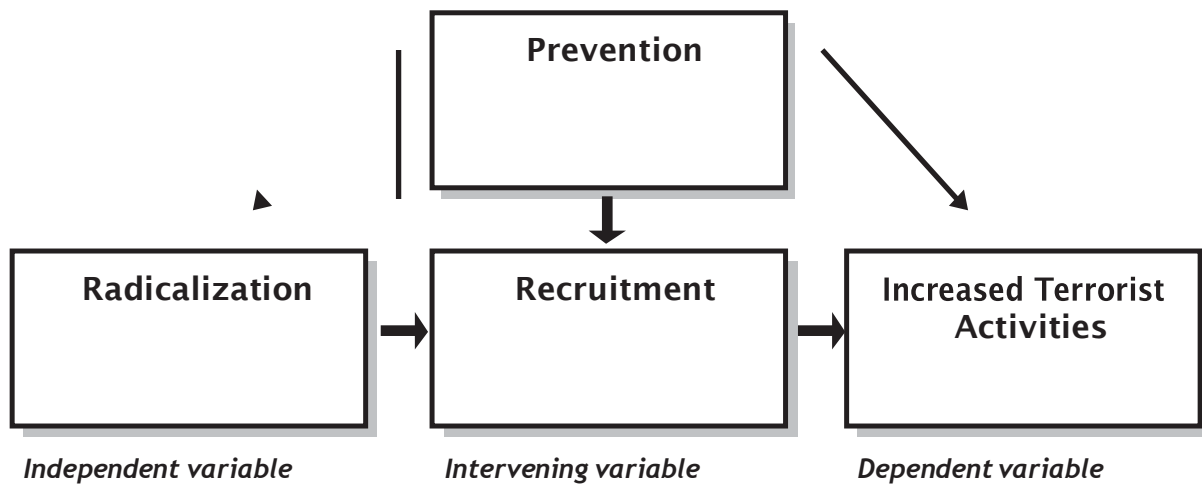 Prevention
Radicalization
Recruitment
Increased Terrorist
Activities
Independent variable
Intervening variable
Dependent variable